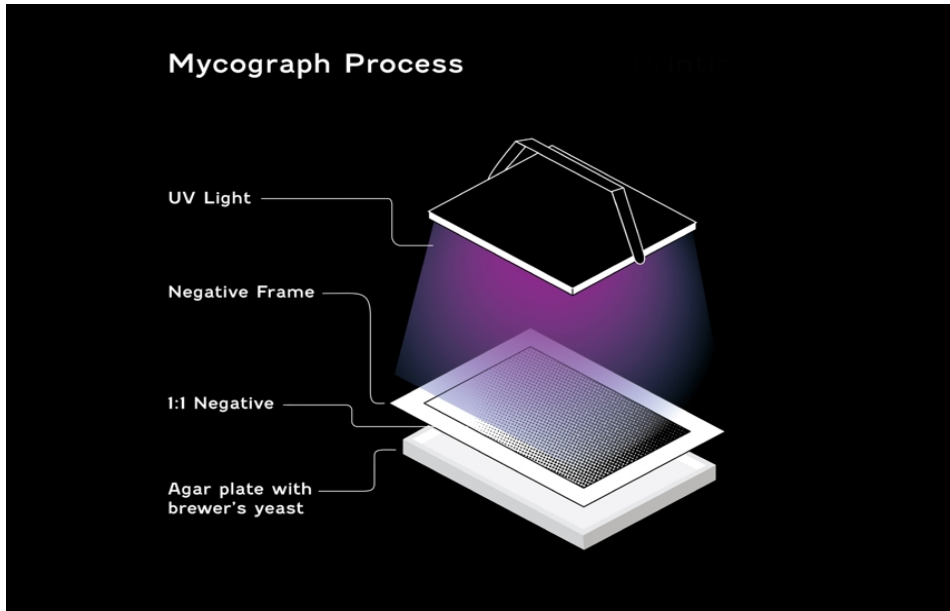 Mycograph Process
UV Light
Negative Frame
1:1 Negative
Agar plate with
brewer's yeast